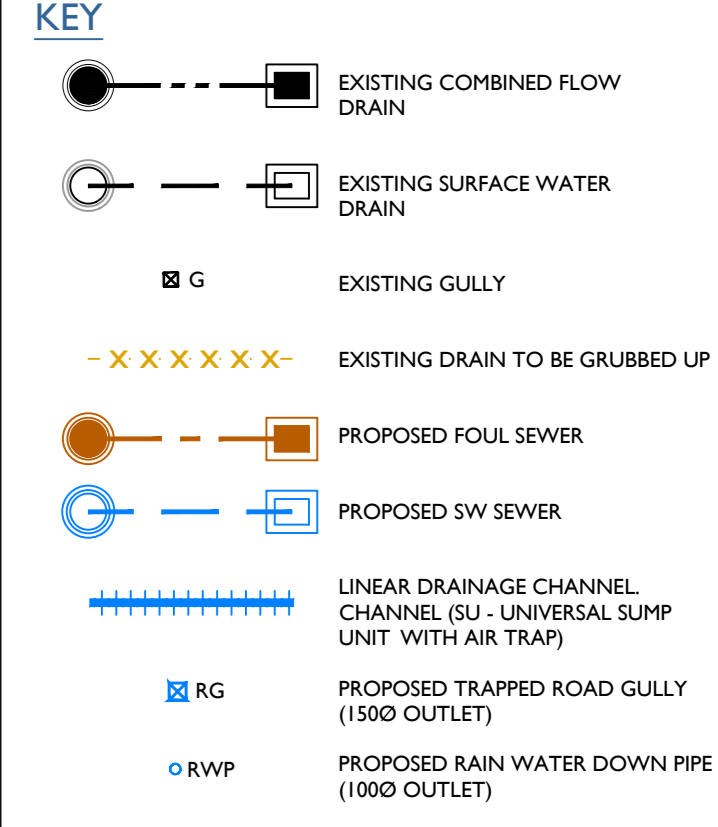 KEY
EXISTING COMBINED FLOW
DRAIN
EXISTING SURFACE WATER
DRAIN
G
EXISTING GULLY
EXISTING DRAIN TO BE GRUBBED UP
PROPOSED FOUL SEWER
PROPOSED SW SEWER
LINEAR DRAINAGE CHANNEL.
CHANNEL (SU - UNIVERSAL SUMP
UNIT WITH AIR TRAP)
RG
PROPOSED TRAPPED ROAD GULLY
(150Ø OUTLET)
RWP
PROPOSED RAIN WATER DOWN PIPE
(100Ø OUTLET)